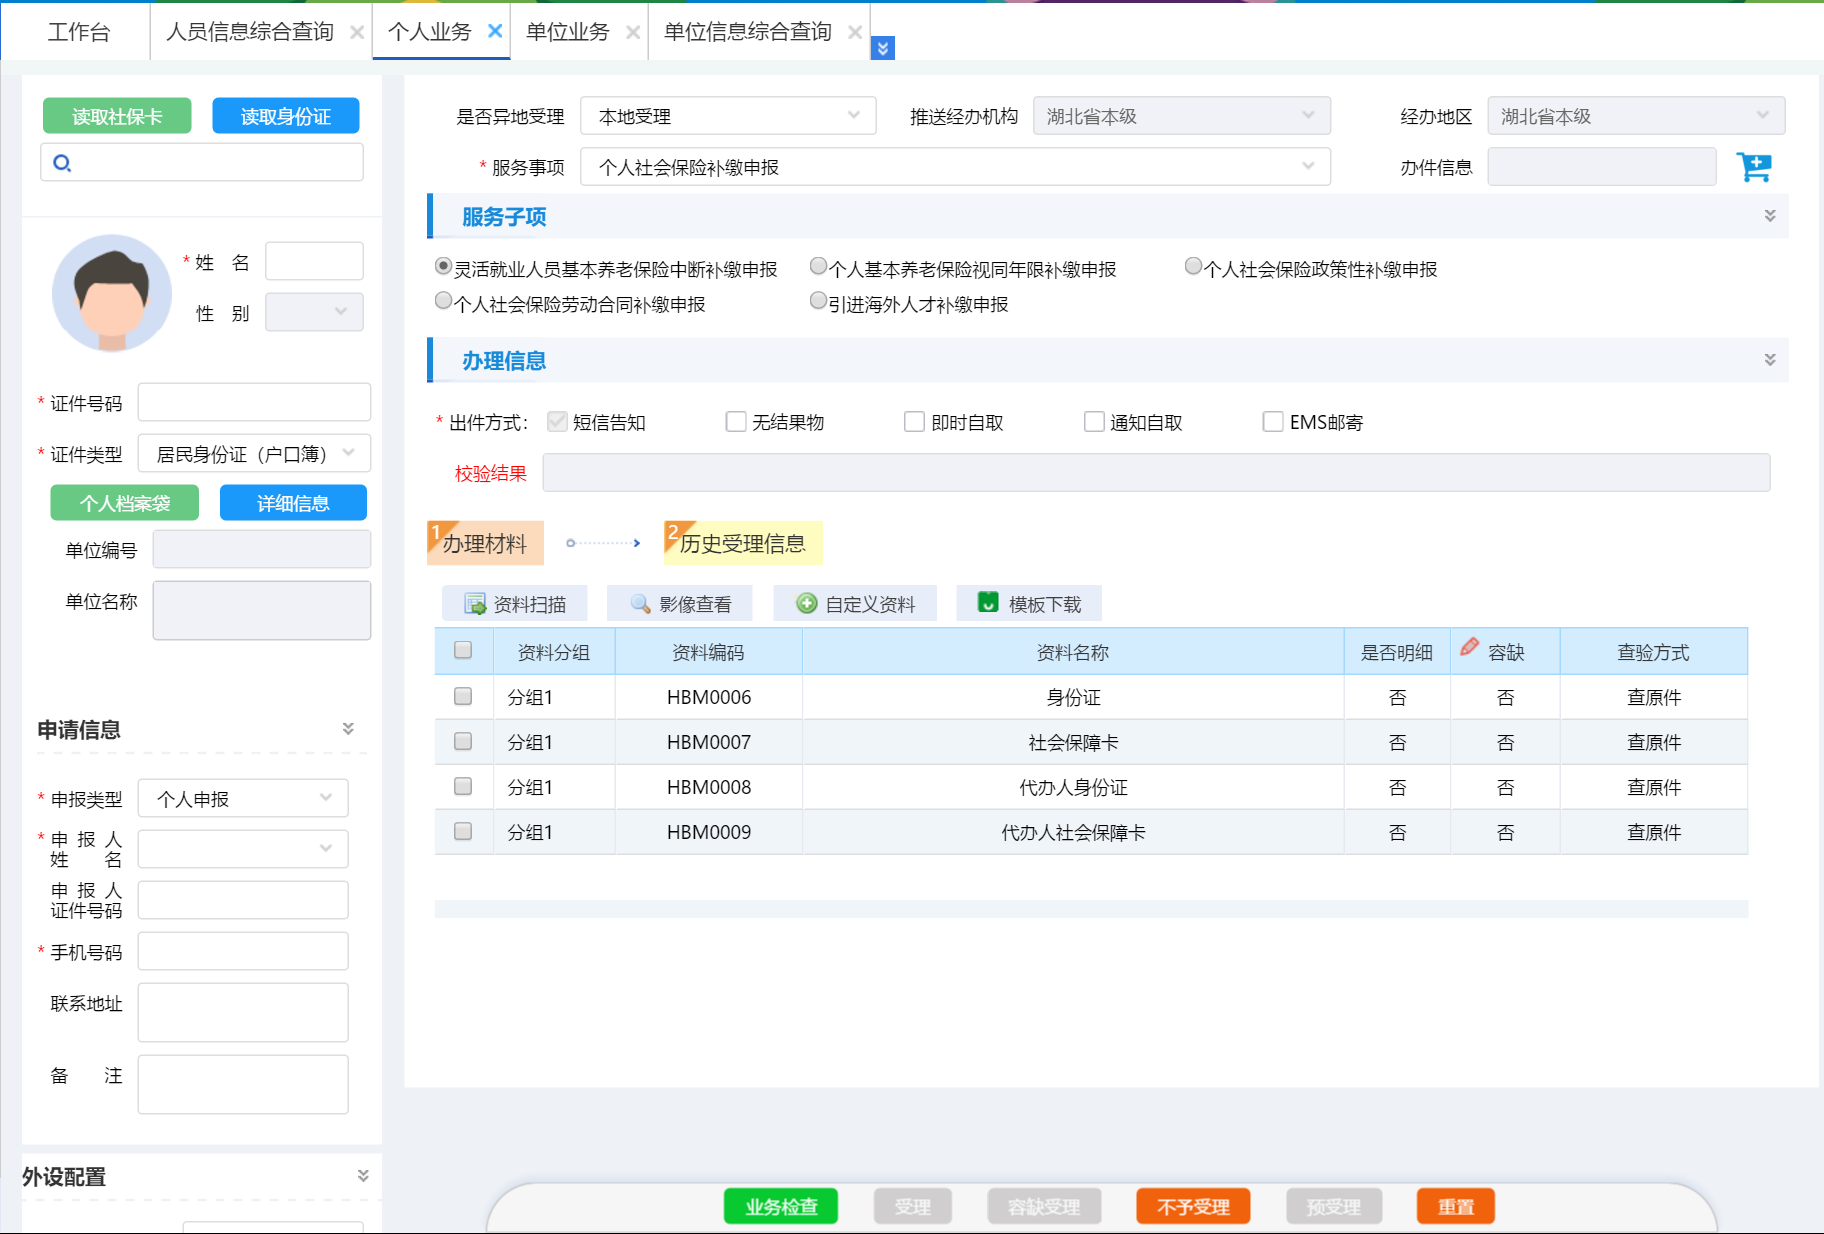 工作台 人员信息综合查询 个人业务 单位业务 单位信息综合查询
读取社保卡 读取身份证
* 姓 名
性 别
* 证件号码
* 证件类型 居民身份证（户口簿）
个人档案袋 详细信息
单位编号
单位名称
申请信息
* 申报类型 个人申报
* 申 报 人
姓 名
申 报 人
证件号码
* 手机号码
联系地址
备 注
外设配置
是否异地受理 本地受理 推送经办机构 湖北省本级 经办地区 湖北省本级
* 服务事项 个人社会保险补缴申报 办件信息
服务子项
灵活就业人员基本养老保险中断补缴申报 个人基本养老保险视同年限补缴申报 个人社会保险政策性补缴申报
个人社会保险劳动合同补缴申报 引进海外人才补缴申报
办理信息
* 出件方式： 短信告知 无结果物 即时自取 通知自取 EMS邮寄
校验结果
1 办理材料 2 历史受理信息
资料扫描 影像查看 自定义资料 模板下载
资料分组 资料编码 资料名称 是否明细 容缺 查验方式
分组1 HBM0006 身份证 否 否 查原件
分组1 HBM0007 社会保障卡 否 否 查原件
分组1 HBM0008 代办人身份证 否 否 查原件
分组1 HBM0009 代办人社会保障卡 否 否 查原件
业务检查 受理 容缺受理 不予受理 预受理 重置